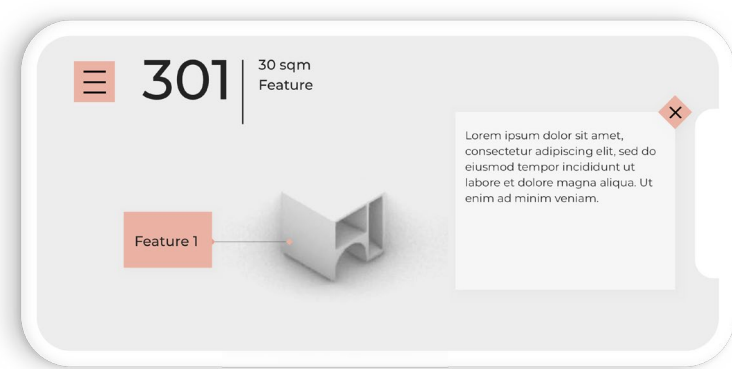 301
30 sqm
Feature
Lorem ipsum dolor sit amet,
consectetur adipiscing elit, sed do
eiusmod tempor incididunt ut
labore et dolore magna aliqua. Ut
enim ad minim veniam.
Feature 1